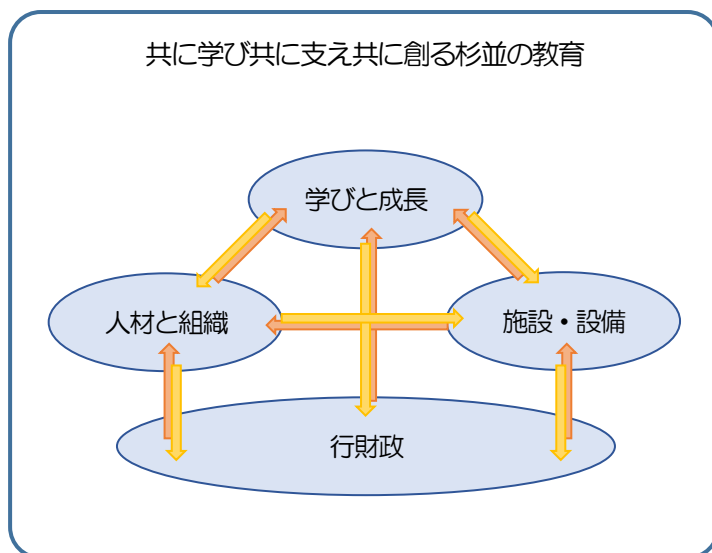 共に学び共に支え共に創る杉並の教育
学びと成長
人材と組織
施設・設備
行財政